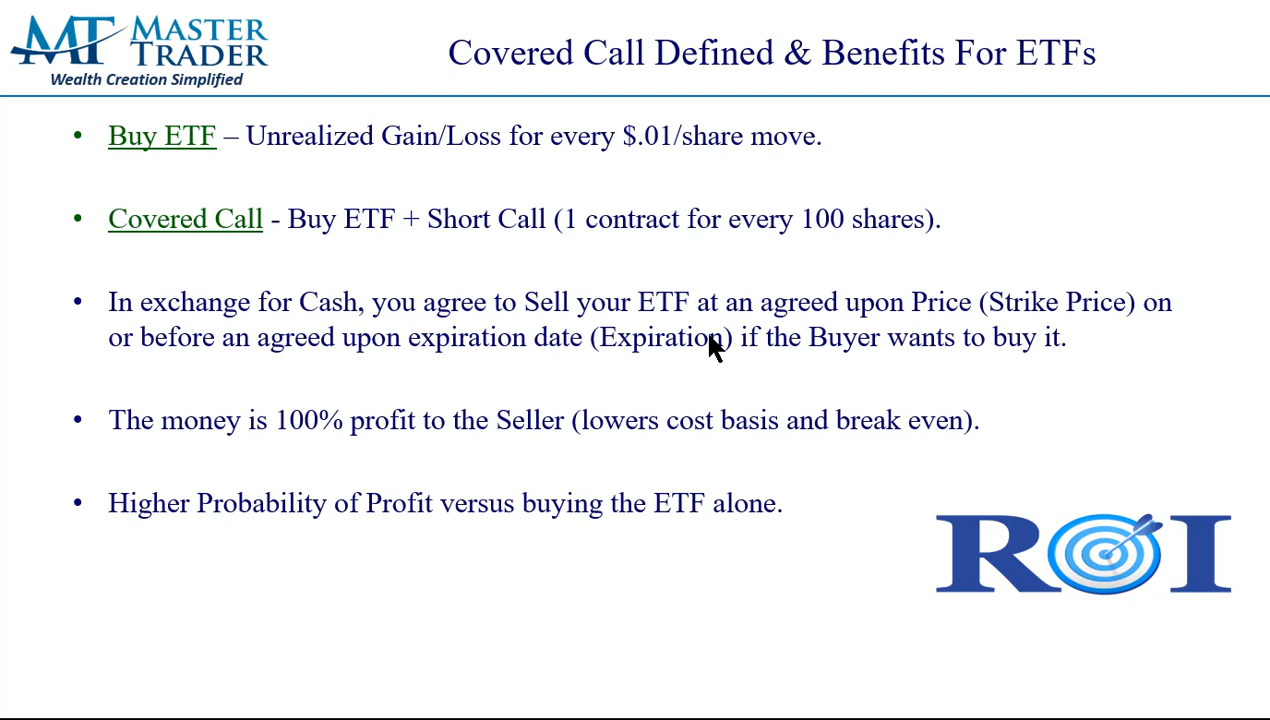 MT MASTER
TRADER
Wealth Creation Simplified
Covered Call Defined & Benefits For ETFs
• Buy ETF – Unrealized Gain/Loss for every $.01/share move.
• Covered Call - Buy ETF + Short Call (1 contract for every 100 shares).
• In exchange for Cash, you agree to Sell your ETF at an agreed upon Price (Strike Price) on
or before an agreed upon expiration date (Expiration) if the Buyer wants to buy it.
• The money is 100% profit to the Seller (lowers cost basis and break even).
• Higher Probability of Profit versus buying the ETF alone.
ROI